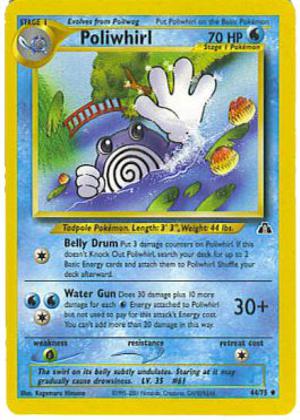 STAGE 1 Evolves from Poliwag Put Poliwhirl on the Basic Pokémon
Poliwhirl 70 HP
Stage 1 Pokémon
Tadpole Pokémon. Length: 3' 3", Weight: 44 lbs.
Belly Drum Put 3 damage counters on Poliwhirl. If this
doesn't Knock Out Poliwhirl search your deck for up to 2
Basic Energy cards and attach them to Poliwhirl Shuffle your
deck afterward.
Water Gun Does 30 damage plus 10 more
damage for each Energy attached to Poliwhirl
but not used to pay for this attack's Energy cost.
You can't add more than 20 damage in this way.
30+
weakness resistance retreat cost
The swirl on its belly subtly undulates. Staring at it may
gradually cause drowsiness. LV. 35 #61
Illus. Kagemaru Himeno ©1995, 2001 Nintendo, Creatures, GAMEFREAK 44/75